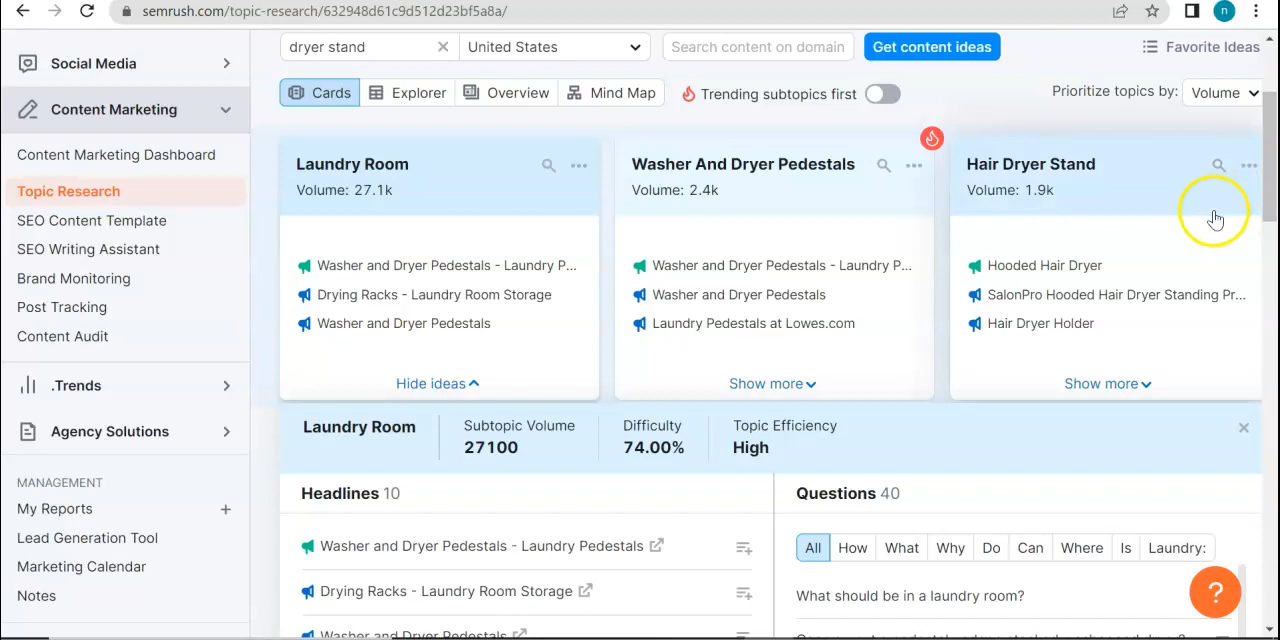 semrush.com/topic-research/632948d61c9d512d23bf5a8a/
n
Social Media
Content Marketing
Content Marketing Dashboard
Topic Research
SEO Content Template
SEO Writing Assistant
Brand Monitoring
Post Tracking
Content Audit
.Trends
Agency Solutions
MANAGEMENT
My Reports
Lead Generation Tool
Marketing Calendar
Notes
dryer stand
United States
Search content on domain
Get content ideas
Favorite Ideas
Cards
Explorer
Overview
Mind Map
Trending subtopics first
Prioritize topics by: Volume
Laundry Room
Volume: 27.1k
Washer and Dryer Pedestals - Laundry P...
Drying Racks - Laundry Room Storage
Washer and Dryer Pedestals
Hide ideas
Washer And Dryer Pedestals
Volume: 2.4k
Washer and Dryer Pedestals - Laundry P...
Washer and Dryer Pedestals
Laundry Pedestals at Lowes.com
Show more
Hair Dryer Stand
Volume: 1.9k
Hooded Hair Dryer
SalonPro Hooded Hair Dryer Standing Pr...
Hair Dryer Holder
Show more
Laundry Room
Subtopic Volume
27100
Difficulty
74.00%
Topic Efficiency
High
Headlines 10
Washer and Dryer Pedestals - Laundry Pedestals
Drying Racks - Laundry Room Storage
Washer and Dryer Pedestals
Questions 40
All How What Why Do Can Where Is Laundry:
What should be in a laundry room?
?